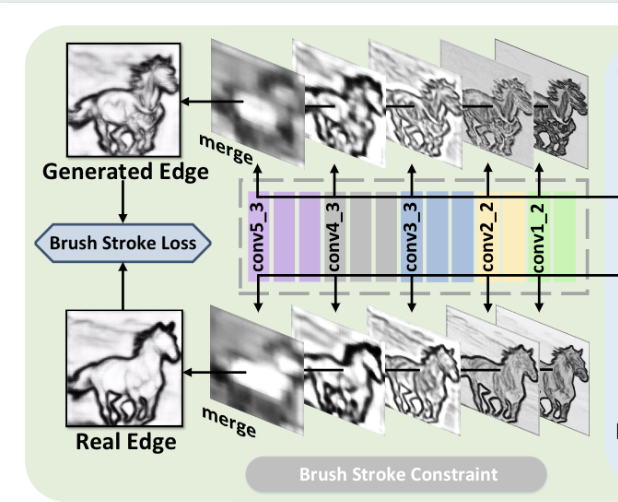 merge
Generated Edge
Brush Stroke Loss
conv5_3
conv4_3
conv3_3
conv2_2
conv1_2
merge
Real Edge
Brush Stroke Constraint